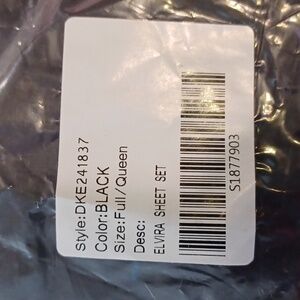 Style:DKE241837
Color:BLACK
Size:Full/Queen
Desc:
ELVIRA SHEET SET
S1877903